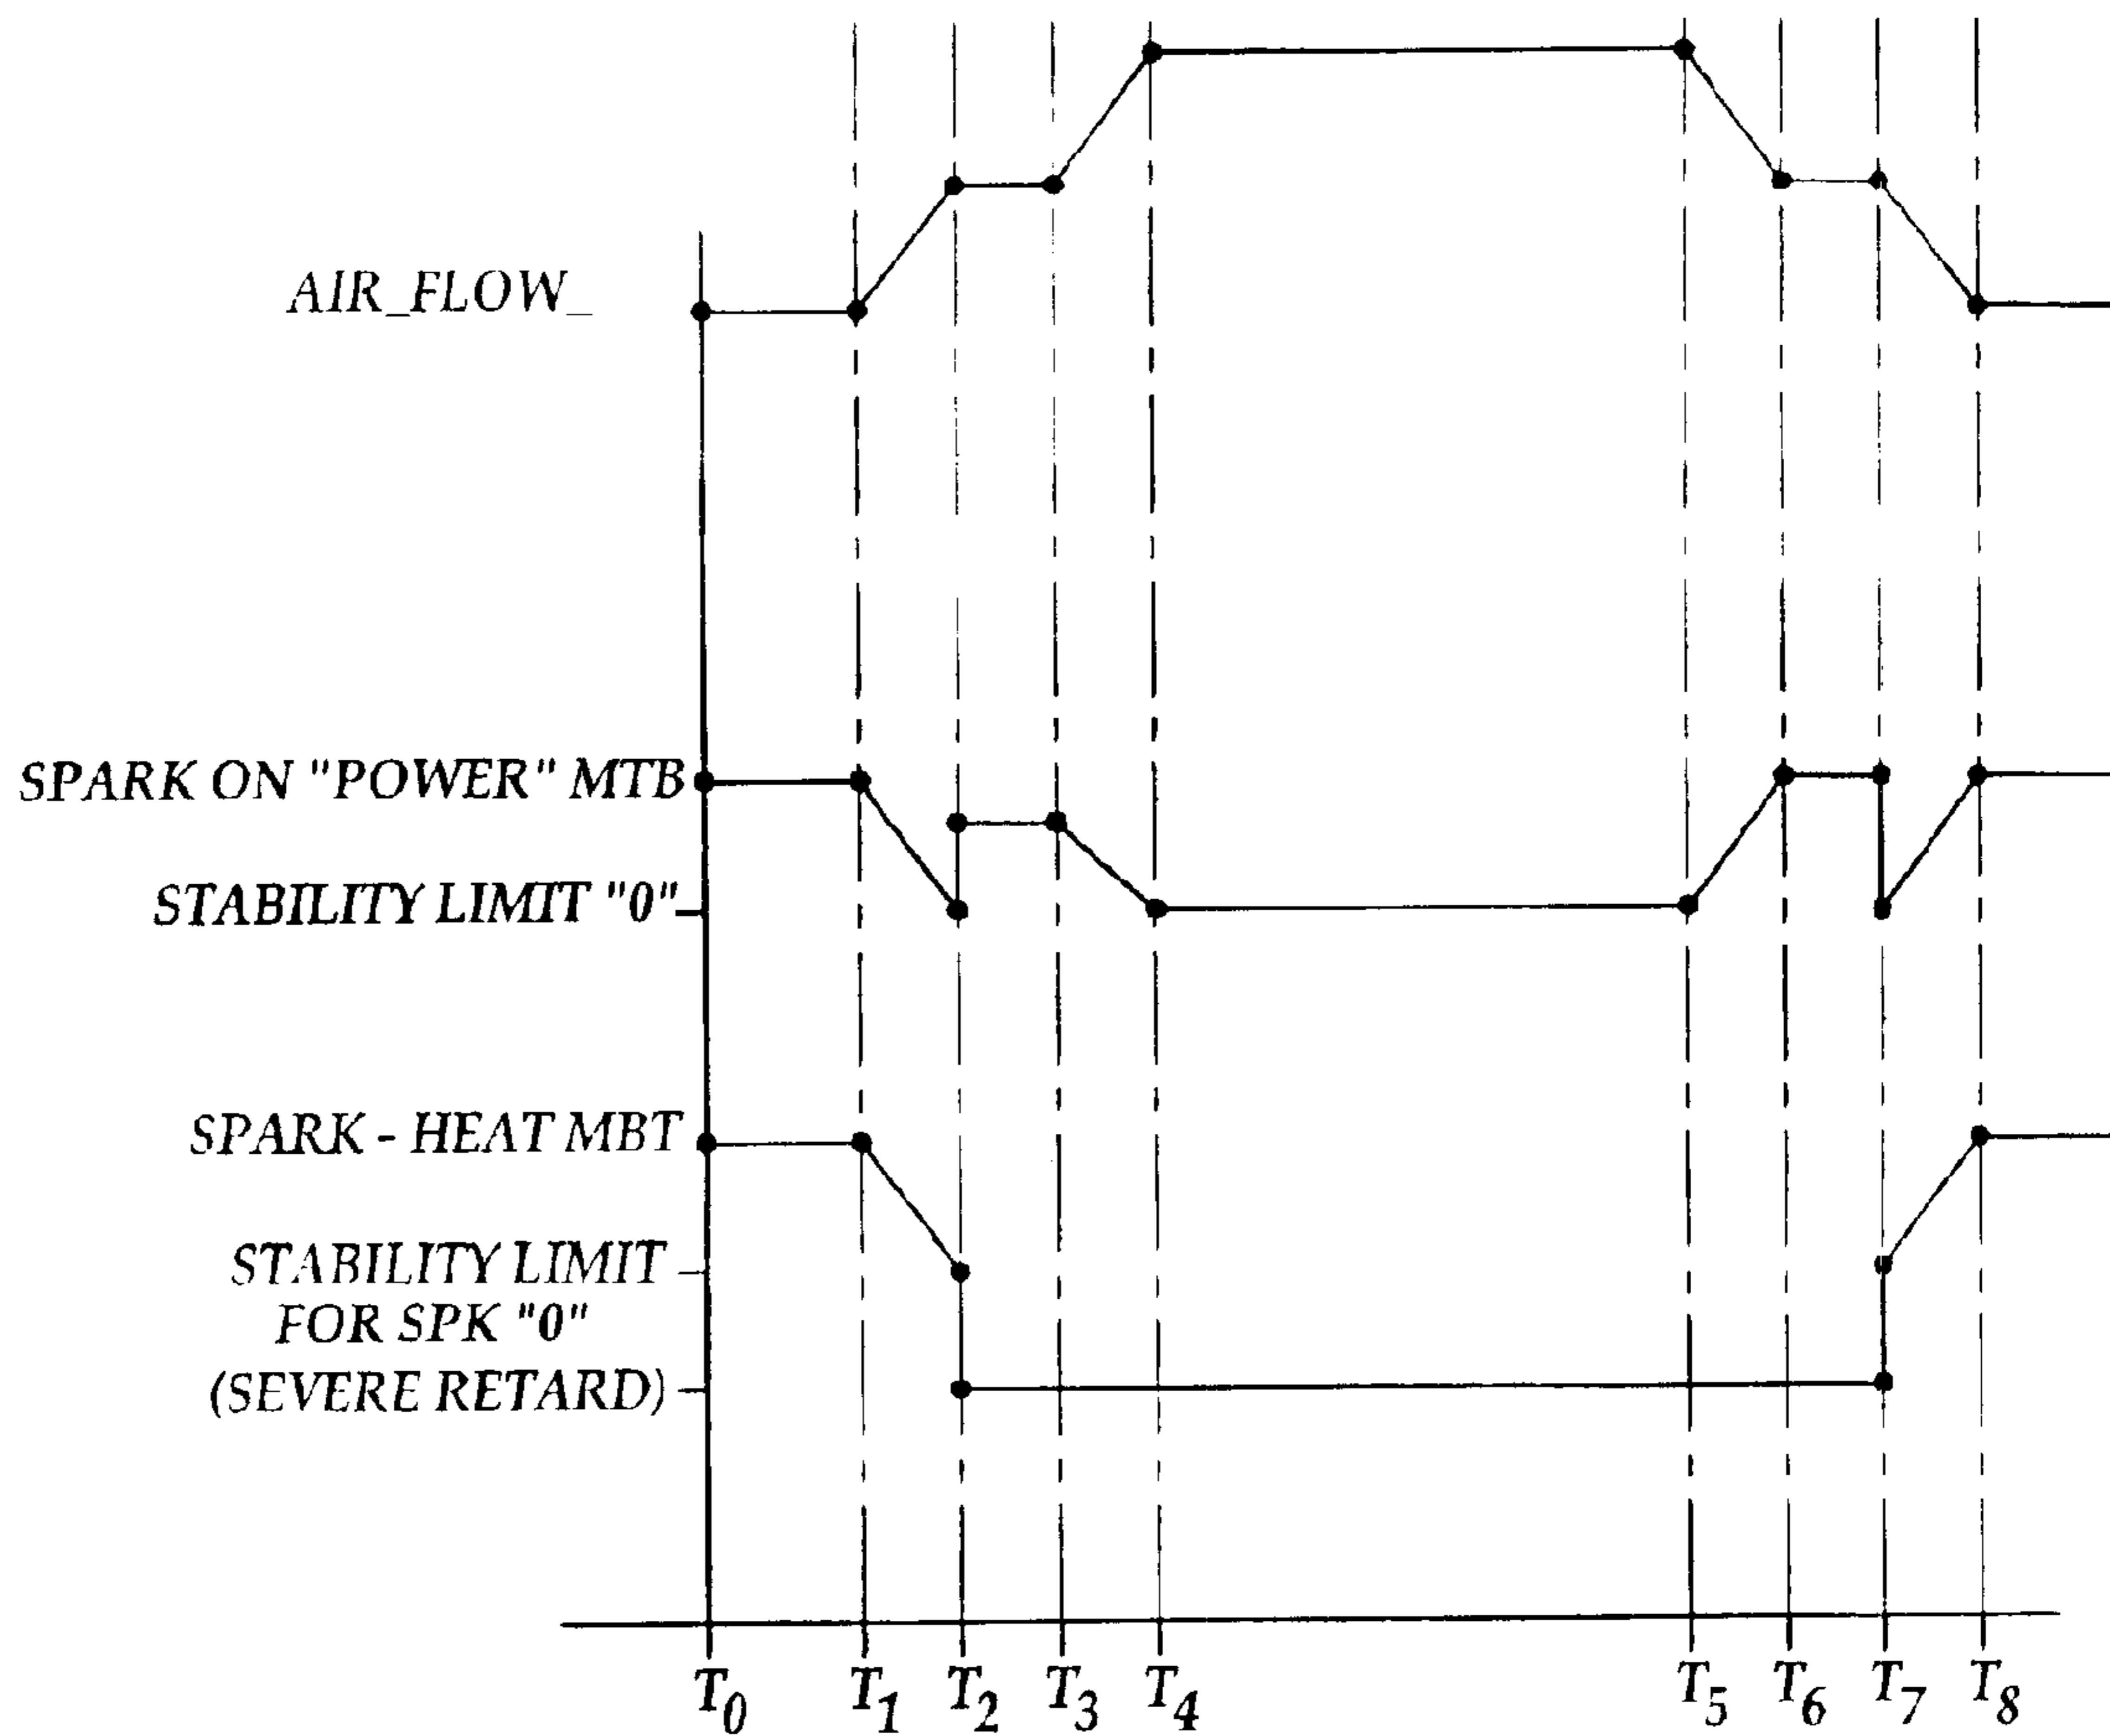 AIR_FLOW_
SPARK ON "POWER" MTB
STABILITY LIMIT "0"
SPARK - HEAT MBT
STABILITY LIMIT
FOR SPK "0"
(SEVERE RETARD)
T0 T1 T2 T3 T4 T5 T6 T7 T8